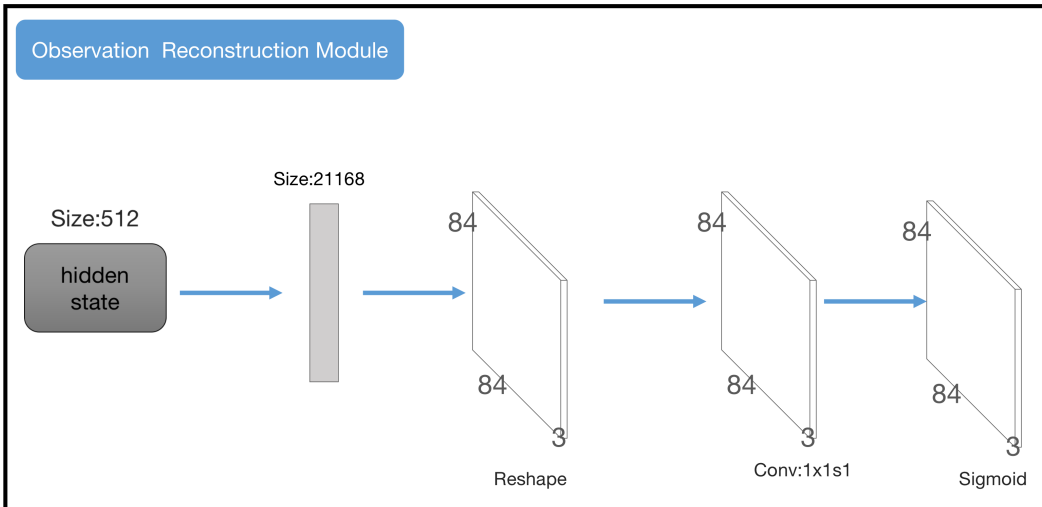 Observation Reconstruction Module
Size:512
hidden
state
Size:21168
84
84
3
Reshape
84
84
3
Conv:1x1s1
84
84
3
Sigmoid